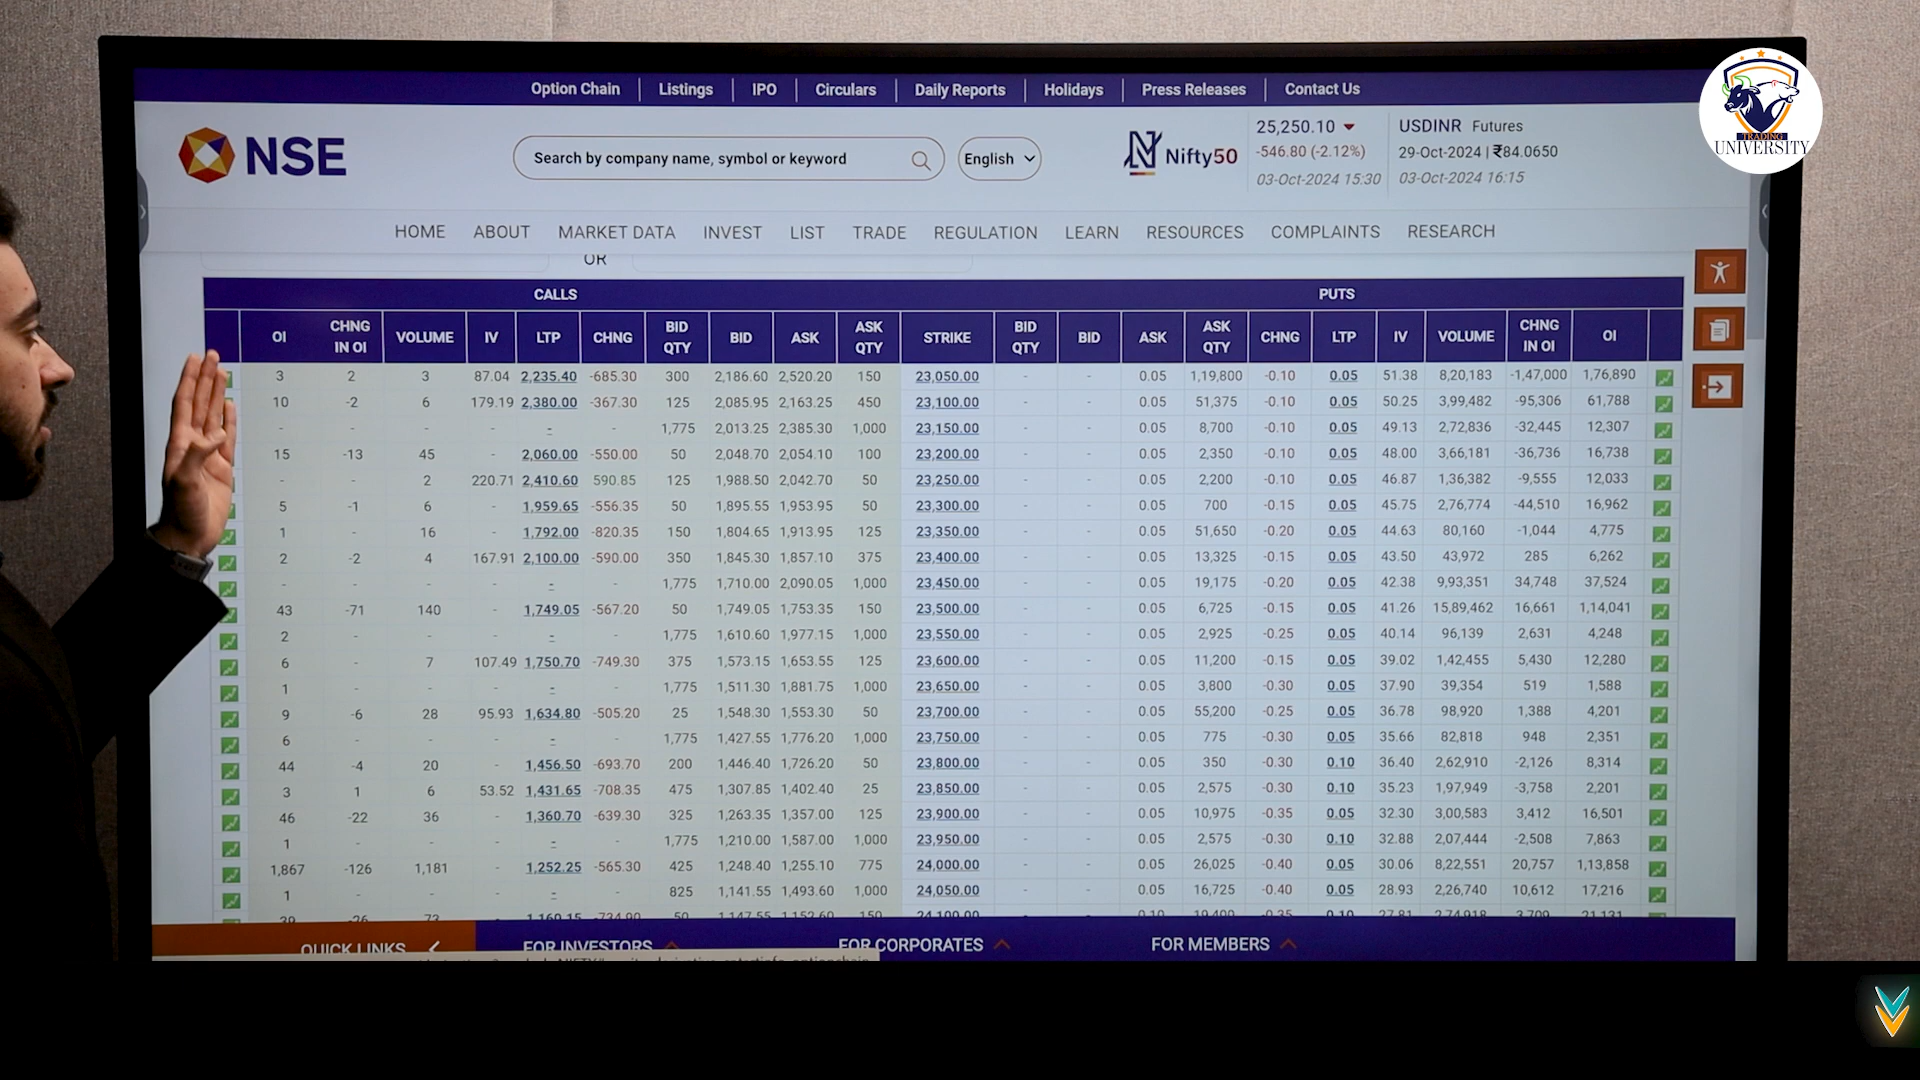 Option Chain Listings IPO Circulars Daily Reports Holidays Press Releases Contact Us
NSE
Search by company name, symbol or keyword
English
Nifty50
25,250.10
-546.80 (-2.12%)
03-Oct-2024 15:30
USDINR Futures
29-Oct-2024 | ₹84.0650
03-Oct-2024 16:15
TRADING
UNIVERSITY
HOME ABOUT MARKET DATA INVEST LIST TRADE REGULATION LEARN RESOURCES COMPLAINTS RESEARCH
OR
CALLS PUTS
OI CHNG IN OI VOLUME IV LTP CHNG BID QTY BID ASK ASK QTY STRIKE BID QTY BID ASK ASK QTY CHNG LTP IV VOLUME CHNG IN OI OI
3 2 3 87.04 2,235.40 -685.30 300 2,186.60 2,520.20 150 23,050.00 - - 0.05 1,19,800 -0.10 0.05 51.38 8,20,183 -1,47,000 1,76,890
10 -2 6 179.19 2,380.00 -367.30 125 2,085.95 2,163.25 450 23,100.00 - - 0.05 51,375 -0.10 0.05 50.25 3,99,482 -95,306 61,788
- - - - - - 1,775 2,013.25 2,385.30 1,000 23,150.00 - - 0.05 8,700 -0.10 0.05 49.13 2,72,836 -32,445 12,307
15 -13 45 - 2,060.00 -550.00 50 2,048.70 2,054.10 100 23,200.00 - - 0.05 2,350 -0.10 0.05 48.00 3,66,181 -36,736 16,738
- - 2 220.71 2,410.60 590.85 125 1,988.50 2,042.70 50 23,250.00 - - 0.05 2,200 -0.10 0.05 46.87 1,36,382 -9,555 12,033
5 -1 6 - 1,959.65 -556.35 50 1,895.55 1,953.95 50 23,300.00 - - 0.05 700 -0.15 0.05 45.75 2,76,774 -44,510 16,962
1 - 16 - 1,792.00 -820.35 150 1,804.65 1,913.95 125 23,350.00 - - 0.05 51,650 -0.20 0.05 44.63 80,160 -1,044 4,775
2 -2 4 167.91 2,100.00 -590.00 350 1,845.30 1,857.10 375 23,400.00 - - 0.05 13,325 -0.15 0.05 43.50 43,972 285 6,262
- - - - - - 1,775 1,710.00 2,090.05 1,000 23,450.00 - - 0.05 19,175 -0.20 0.05 42.38 9,93,351 34,748 37,524
43 -71 140 - 1,749.05 -567.20 50 1,749.05 1,753.35 150 23,500.00 - - 0.05 6,725 -0.15 0.05 41.26 15,89,462 16,661 1,14,041
2 - - - - - 1,775 1,610.60 1,977.15 1,000 23,550.00 - - 0.05 2,925 -0.25 0.05 40.14 96,139 2,631 4,248
6 - 7 107.49 1,750.70 -749.30 375 1,573.15 1,653.55 125 23,600.00 - - 0.05 11,200 -0.15 0.05 39.02 1,42,455 5,430 12,280
1 - - - - - 1,775 1,511.30 1,881.75 1,000 23,650.00 - - 0.05 3,800 -0.30 0.05 37.90 39,354 519 1,588
9 -6 28 95.93 1,634.80 -505.20 25 1,548.30 1,553.30 50 23,700.00 - - 0.05 55,200 -0.25 0.05 36.78 98,920 1,388 4,201
6 - - - - - 1,775 1,427.55 1,776.20 1,000 23,750.00 - - 0.05 775 -0.30 0.05 35.66 82,818 948 2,351
44 -4 20 - 1,456.50 -693.70 200 1,446.40 1,726.20 50 23,800.00 - - 0.05 350 -0.30 0.10 36.40 2,62,910 -2,126 8,314
3 1 6 53.52 1,431.65 -708.35 475 1,307.85 1,402.40 25 23,850.00 - - 0.05 2,575 -0.30 0.10 35.23 1,97,949 -3,758 2,201
46 -22 36 - 1,360.70 -639.30 325 1,263.35 1,357.00 125 23,900.00 - - 0.05 10,975 -0.35 0.05 32.30 3,00,583 3,412 16,501
1 - - - - - 1,775 1,210.00 1,587.00 1,000 23,950.00 - - 0.05 2,575 -0.30 0.10 32.88 2,07,444 -2,508 7,863
1,867 -126 1,181 - 1,252.25 -565.30 425 1,248.40 1,255.10 775 24,000.00 - - 0.05 26,025 -0.40 0.05 30.06 8,22,551 20,757 1,13,858
1 - - - - - 825 1,141.55 1,493.60 1,000 24,050.00 - - 0.05 16,725 -0.40 0.05 28.93 2,26,740 10,612 17,216
39 -26 73 - 1,160.15 -734.90 50 1,147.55 1,152.60 150 24,100.00 - - 0.10 19,400 -0.35 0.10 27.81 2,74,918 3,709 21,131
QUICK LINKS FOR INVESTORS FOR CORPORATES FOR MEMBERS